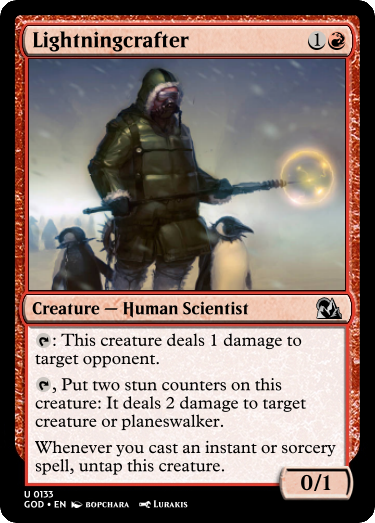 Lightningcrafter 1
Creature — Human Scientist
: This creature deals 1 damage to
target opponent.
, Put two stun counters on this
creature: It deals 2 damage to target
creature or planeswalker.
Whenever you cast an instant or sorcery
spell, untap this creature.
0/1
U 0133
GOD • EN BOPCHARA LURAKIS